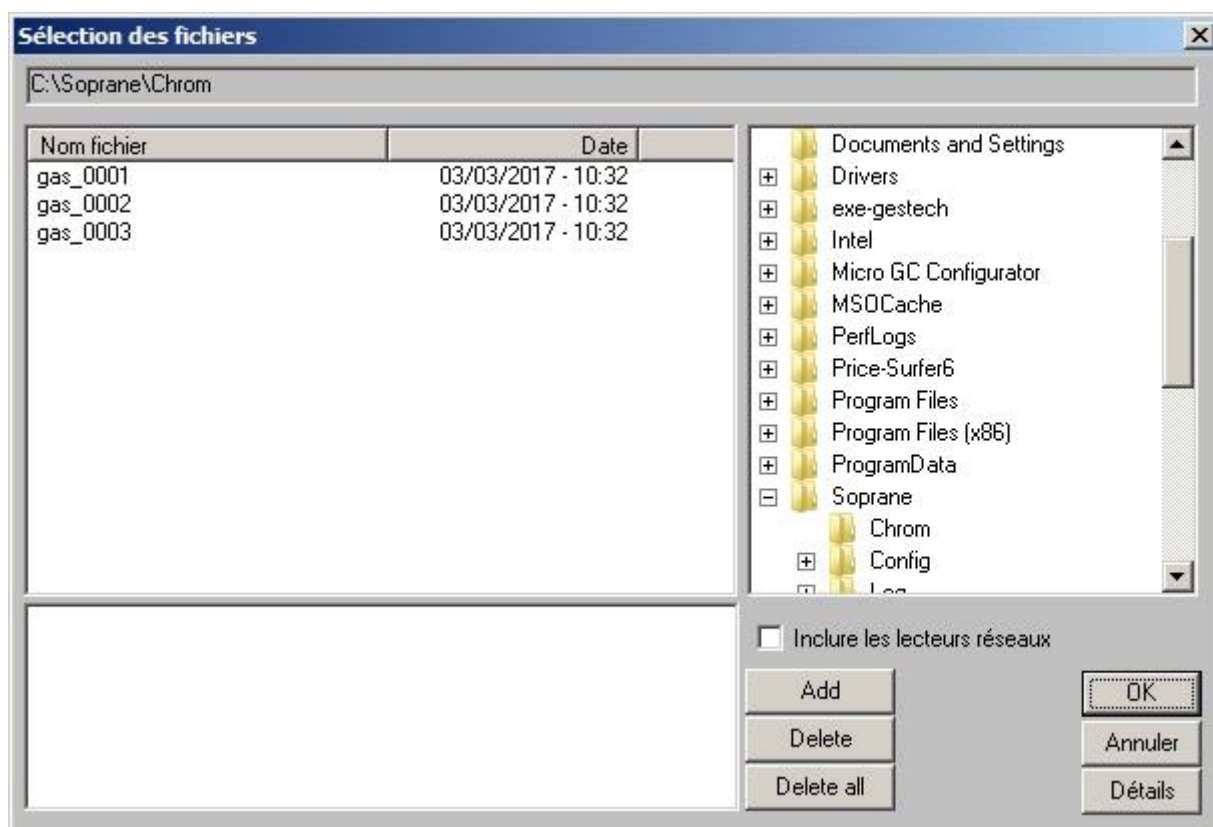 Sélection des fichiers
C:\Soprane\Chrom
Nom fichier Date
gas_0001 03/03/2017 - 10:32
gas_0002 03/03/2017 - 10:32
gas_0003 03/03/2017 - 10:32
Documents and Settings
Drivers
exe-gestech
Intel
Micro GC Configurator
MSOCache
PerfLogs
Price-Surfer6
Program Files
Program Files (x86)
ProgramData
Soprane
Chrom
Config
Inclure les lecteurs réseaux
Add
Delete
Delete all
OK
Annuler
Détails